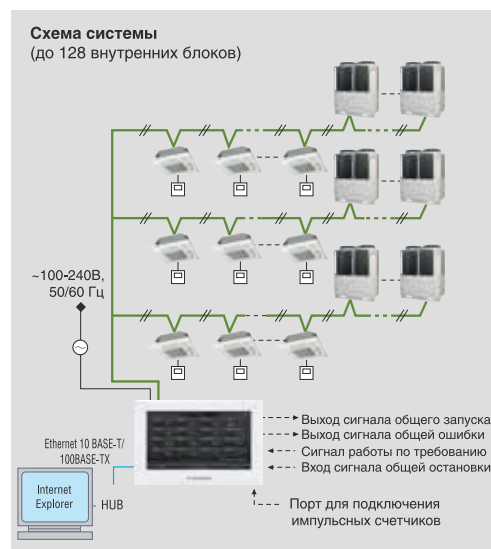 Схема системы
(до 128 внутренних блоков)
~100-240В,
50/60 Гц
Ethernet 10 BASE-T/
100BASE-TX
Internet
Explorer
HUB
Выход сигнала общего запуска
Выход сигнала общей ошибки
Сигнал работы по требованию
Вход сигнала общей остановки
Порт для подключения
импульсных счетчиков